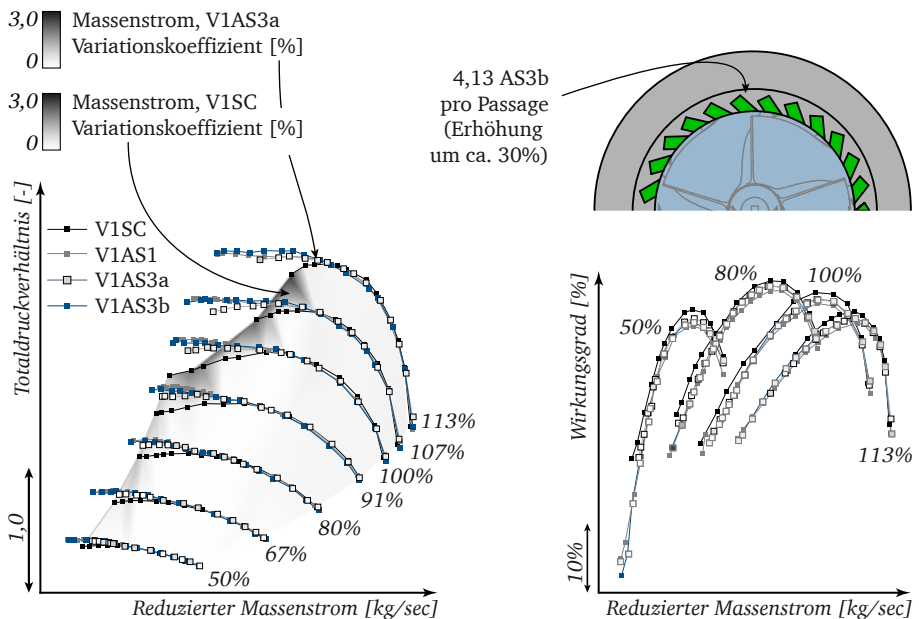 3,0
0
Massenstrom, V1AS3a
Variationskoeffizient [%]
3,0
0
Massenstrom, V1SC
Variationskoeffizient [%]
4,13 AS3b
pro Passage
(Erhöhung
um ca. 30%)
Totaldruckverhältnis [-]
V1SC
V1AS1
V1AS3a
V1AS3b
113%
107%
100%
91%
80%
67%
50%
1,0
Reduzierter Massenstrom [kg/sec]
Wirkungsgrad [%]
50%
80%
100%
113%
10%
Reduzierter Massenstrom [kg/sec]